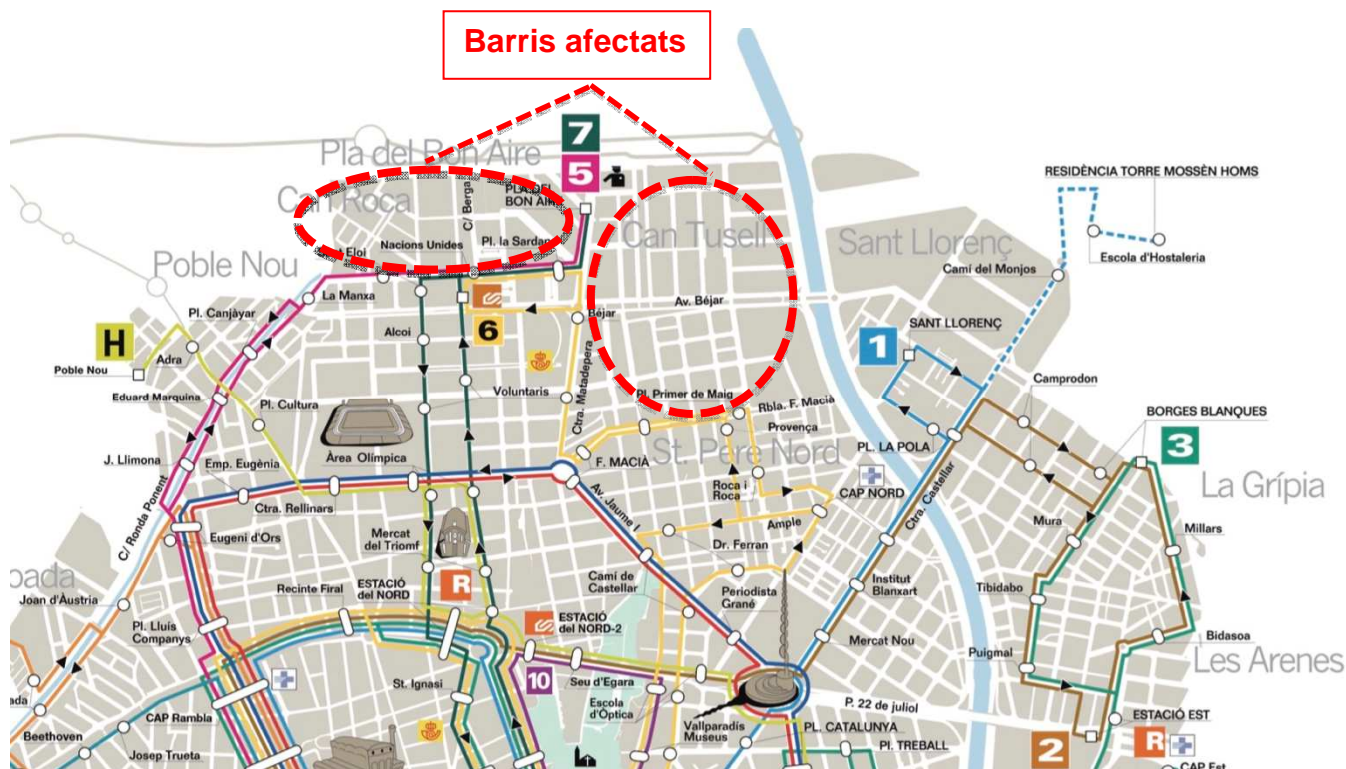 Barris afectats
7
Pla del Bon Aire
5
RESIDÈNCIA TORRE MOSSÈN HOMS
Can Roca
C/ Berga
PLA DEL
BON AIRE
Can Tusell
Sant Llorenç
Escola d'Hostaleria
Nacions Unides
Pl. la Sardana
Poble Nou
Camí del Monjos
La Manxa
Av. Béjar
Pl. Canjàyar
Béjar
SANT LLORENÇ
H
Alcoi
6
1
Adra
Poble Nou
Camprodon
Eduard Marquina
Voluntaris
Ctra. Matadepera
Pl. Primer de Maig
Rbla. F. Macià
Pl. Cultura
Provença
BORGES BLANQUES
3
J. Llimona
Emp. Eugènia
Àrea Olímpica
F. MACIÀ
St. Pere Nord
PL. LA POLA
CAP NORD
La Grípia
C/ Ronda Ponent
Ctra. Rellinars
Av. Jaume I
Roca i
Roca
Ctra. Castellar
Ample
Mura
Millars
Eugeni d'Ors
Mercat
del Triomf
Dr. Ferran
Joan d'Àustria
Recinte Firal
ESTACIÓ
del NORD
R
Camí de
Castellar
Periodista
Grané
Institut
Blanxart
Tibidabo
Pl. Lluís
Companys
ESTACIÓ
del NORD-2
Mercat Nou
Puigmal
Bidasoa
Les Arenes
St. Ignasi
10
Seu d'Egara
Escola
d'Òptica
P. 22 de juliol
CAP Rambla
Vallparadís
Museus
PL. CATALUNYA
ESTACIÓ EST
Beethoven
Josep Trueta
Pl. TREBALL
2
R
CAP Est